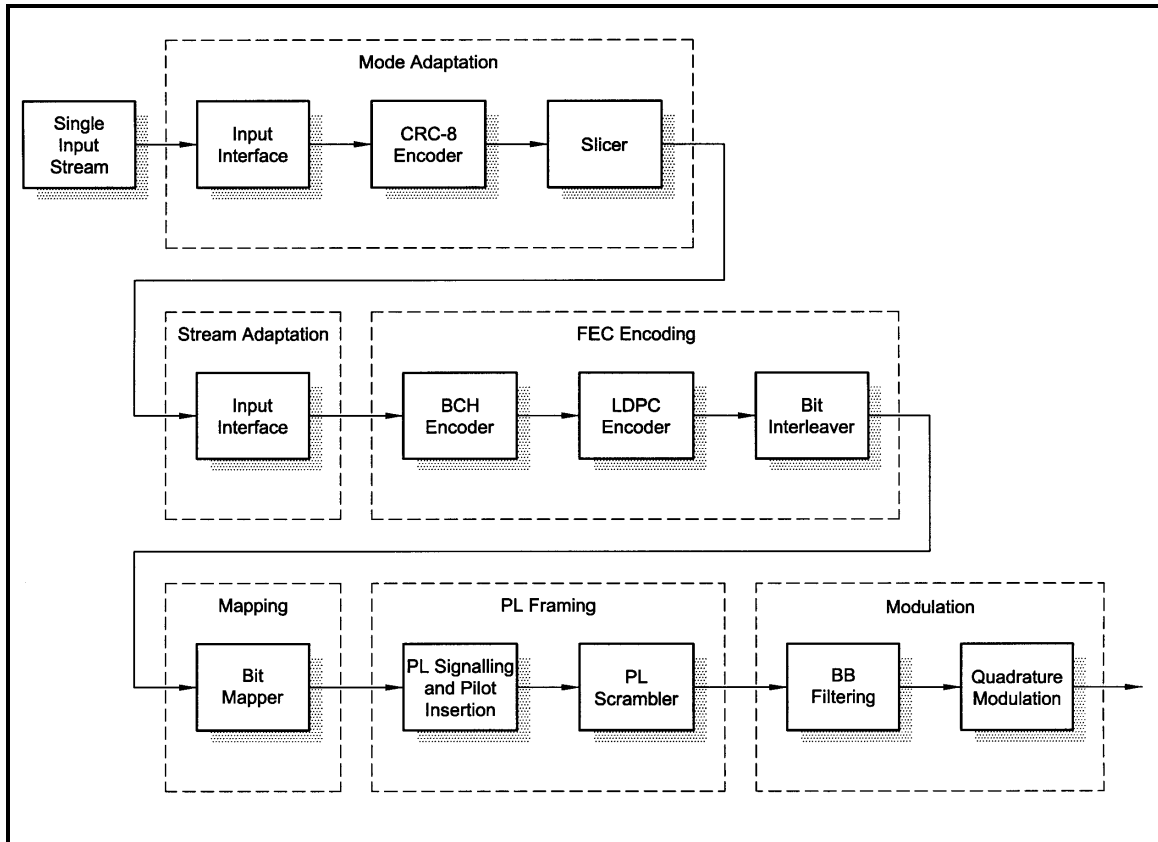 Mode Adaptation
Single
Input
Stream
Input
Interface
CRC-8
Encoder
Slicer
Stream Adaptation
FEC Encoding
Input
Interface
BCH
Encoder
LDPC
Encoder
Bit
Interleaver
Mapping
PL Framing
Modulation
Bit
Mapper
PL Signalling
and Pilot
Insertion
PL
Scrambler
BB
Filtering
Quadrature
Modulation